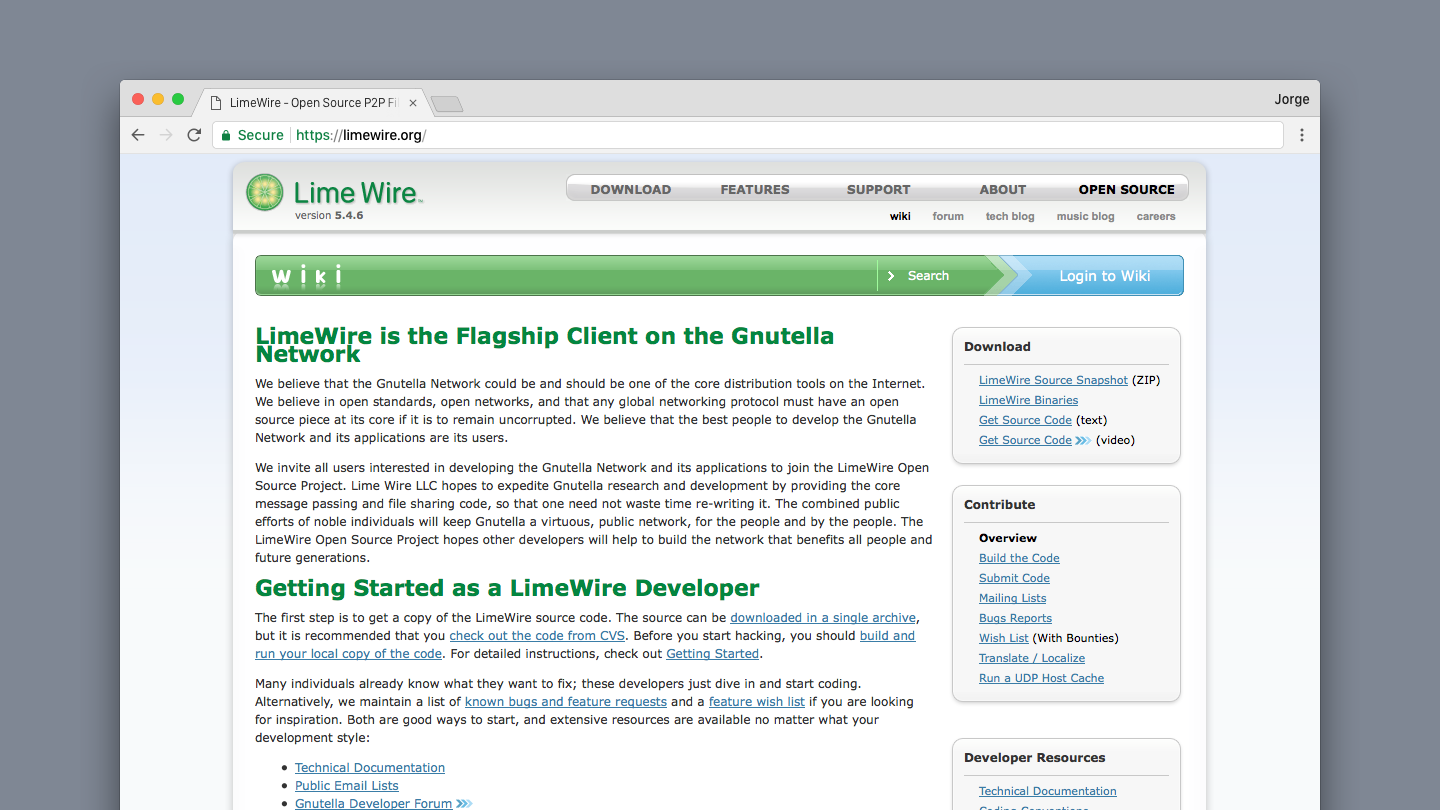 LimeWire - Open Source P2P Fi
Jorge
Secure
https://limewire.org/
Lime Wire
version 5.4.6
DOWNLOAD FEATURES SUPPORT ABOUT OPEN SOURCE
wiki forum tech blog music blog careers
wiki
Search
Login to Wiki
LimeWire is the Flagship Client on the Gnutella
Network
We believe that the Gnutella Network could be and should be one of the core distribution tools on the Internet.
We believe in open standards, open networks, and that any global networking protocol must have an open
source piece at its core if it is to remain uncorrupted. We believe that the best people to develop the Gnutella
Network and its applications are its users.
We invite all users interested in developing the Gnutella Network and its applications to join the LimeWire Open
Source Project. Lime Wire LLC hopes to expedite Gnutella research and development by providing the core
message passing and file sharing code, so that one need not waste time re-writing it. The combined public
efforts of noble individuals will keep Gnutella a virtuous, public network, for the people and by the people. The
LimeWire Open Source Project hopes other developers will help to build the network that benefits all people and
future generations.
Getting Started as a LimeWire Developer
The first step is to get a copy of the LimeWire source code. The source can be downloaded in a single archive,
but it is recommended that you check out the code from CVS. Before you start hacking, you should build and
run your local copy of the code. For detailed instructions, check out Getting Started.
Many individuals already know what they want to fix; these developers just dive in and start coding.
Alternatively, we maintain a list of known bugs and feature requests and a feature wish list if you are looking
for inspiration. Both are good ways to start, and extensive resources are available no matter what your
development style:
Technical Documentation
Public Email Lists
Gnutella Developer Forum
Download
LimeWire Source Snapshot (ZIP)
LimeWire Binaries
Get Source Code (text)
Get Source Code (video)
Contribute
Overview
Build the Code
Submit Code
Mailing Lists
Bugs Reports
Wish List (With Bounties)
Translate / Localize
Run a UDP Host Cache
Developer Resources
Technical Documentation
Coding Conventions